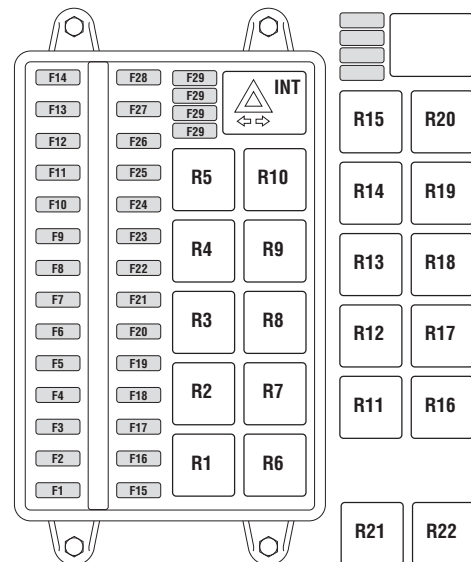 F14 F28 F29 INT
F29
F13 F27 F29
F29
F12 F26
R15 R20
F11 F25 R5 R10
F10 F24
R14 R19
F9 F23
R4 R9
F8 F22
R13 R18
F7 F21
R3 R8
F6 F20
R12 R17
F5 F19
F4 F18 R2 R7
R11 R16
F3 F17
F2 F16 R1 R6
F1 F15
R21 R22